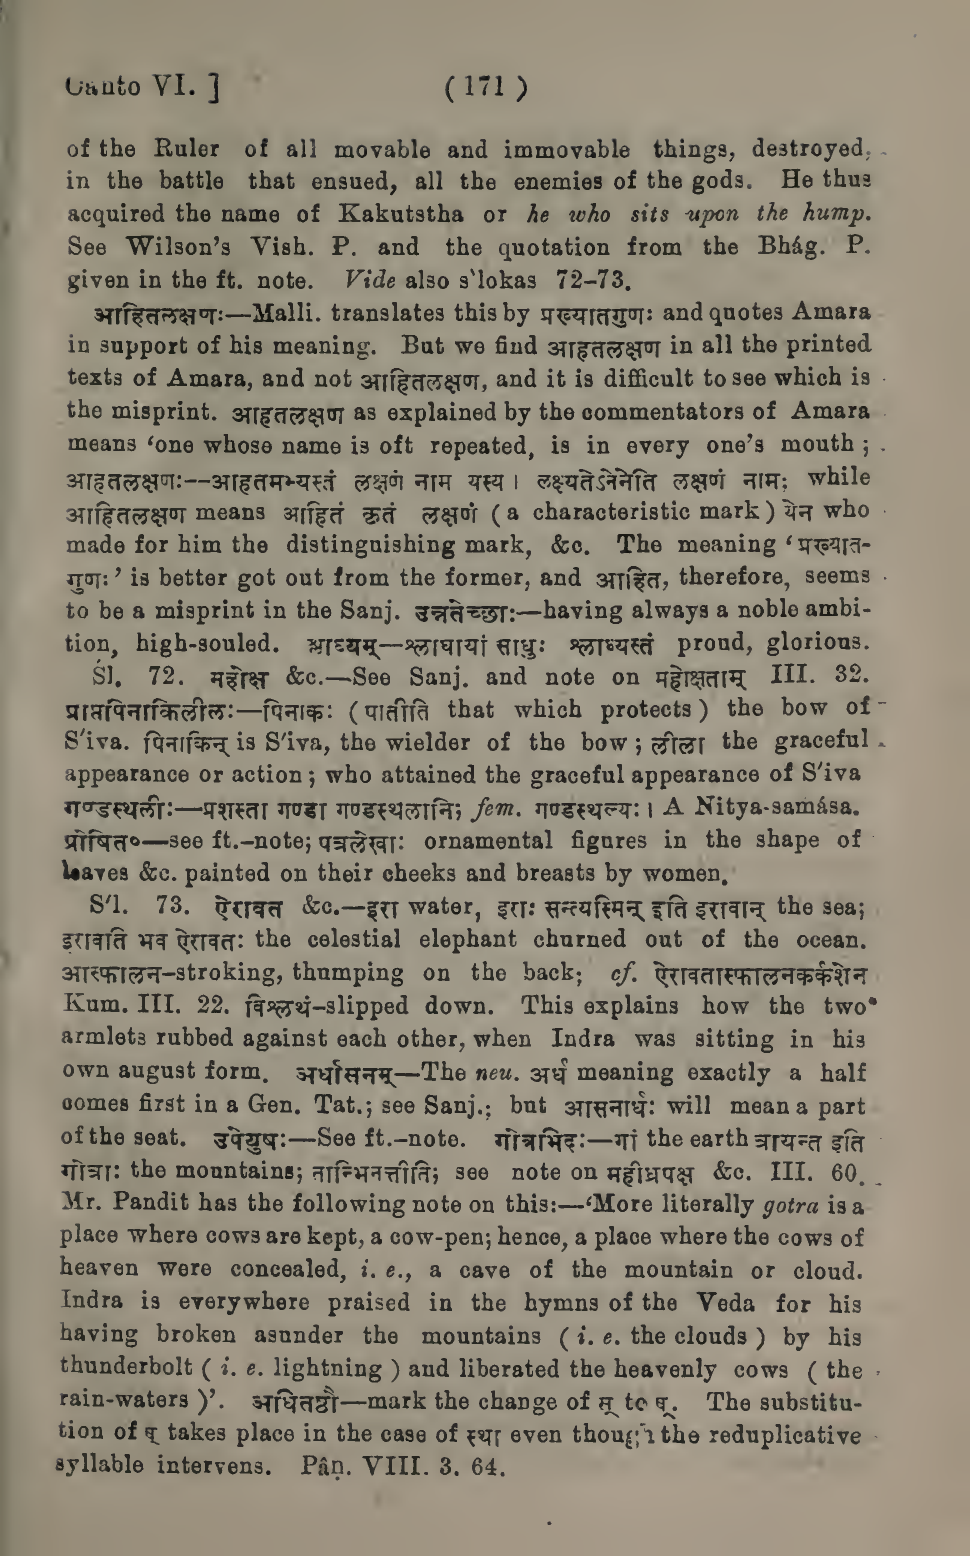 Canto VI. ] ( 171 )
of the Ruler of all movable and immovable things, destroyed,
in the battle that ensued, all the enemies of the gods. He thus
acquired the name of Kakutstha or he who sits upon the hump.
See Wilson's Vish. P. and the quotation from the Bhág. P.
given in the ft. note. Vide also s'lokas 72-73.
आहितलक्षणः—Malli. translates this by प्रख्यातगुणः and quotes Amara
in support of his meaning. But we find आहतलक्षण in all the printed
texts of Amara, and not आहितलक्षण, and it is difficult to see which is
the misprint. आहतलक्षण as explained by the commentators of Amara
means 'one whose name is oft repeated, is in every one's mouth ;
आहतलक्षणः--आहतमभ्यस्तं लक्षणं नाम यस्य । लक्ष्यतेऽनेनेति लक्षणं नाम; while
आहितलक्षण means आहितं कृतं लक्षणं ( a characteristic mark ) येन who
made for him the distinguishing mark, &c. The meaning ' प्रख्यात-
गुणः ' is better got out from the former, and आहित, therefore, seems
to be a misprint in the Sanj. उन्नतेच्छाः—having always a noble ambi-
tion, high-souled. श्लाध्यम्—श्लाघायां साधुः श्लाध्यस्तं proud, glorious.
Śl. 72. महोक्ष &c.—See Sanj. and note on महोक्षताम् III. 32.
प्राप्तपिनाकिलीलः—पिनाकः ( पातीति that which protects ) the bow of
S'iva. पिनाकिन् is S'iva, the wielder of the bow ; लीला the graceful
appearance or action ; who attained the graceful appearance of S'iva
गण्डस्थलीः—प्रशस्ता गण्डा गण्डस्थलानि; fem. गण्डस्थल्यः । A Nitya-samása.
प्रोषित०—see ft.-note; पत्रलेखाः ornamental figures in the shape of
leaves &c. painted on their cheeks and breasts by women.
S'l. 73. ऐरावत &c.—इरा water, इराः सन्त्यस्मिन् इति इरावान् the sea;
इरावति भव ऐरावतः the celestial elephant churned out of the ocean.
आस्फालन-stroking, thumping on the back; cf. ऐरावतास्फालनकर्कशेन
Kum. III. 22. विश्लथं-slipped down. This explains how the two
armlets rubbed against each other, when Indra was sitting in his
own august form. अर्धासनम्—The neu. अर्ध meaning exactly a half
comes first in a Gen. Tat.; see Sanj.; but आसनार्धः will mean a part
of the seat. उपेयुषः—See ft.-note. गोत्रभिदः—गां the earth त्रायन्त इति
गोत्राः the mountains; तान्भिनत्तीति; see note on महीध्रपक्ष &c. III. 60.
Mr. Pandit has the following note on this:—'More literally gotra is a
place where cows are kept, a cow-pen; hence, a place where the cows of
heaven were concealed, i. e., a cave of the mountain or cloud.
Indra is everywhere praised in the hymns of the Veda for his
having broken asunder the mountains ( i. e. the clouds ) by his
thunderbolt ( i. e. lightning ) and liberated the heavenly cows ( the
rain-waters )'. अधितष्ठौ—mark the change of स् to ष्. The substitu-
tion of ष् takes place in the case of स्था even though the reduplicative
syllable intervens. Pâṇ. VIII. 3. 64.